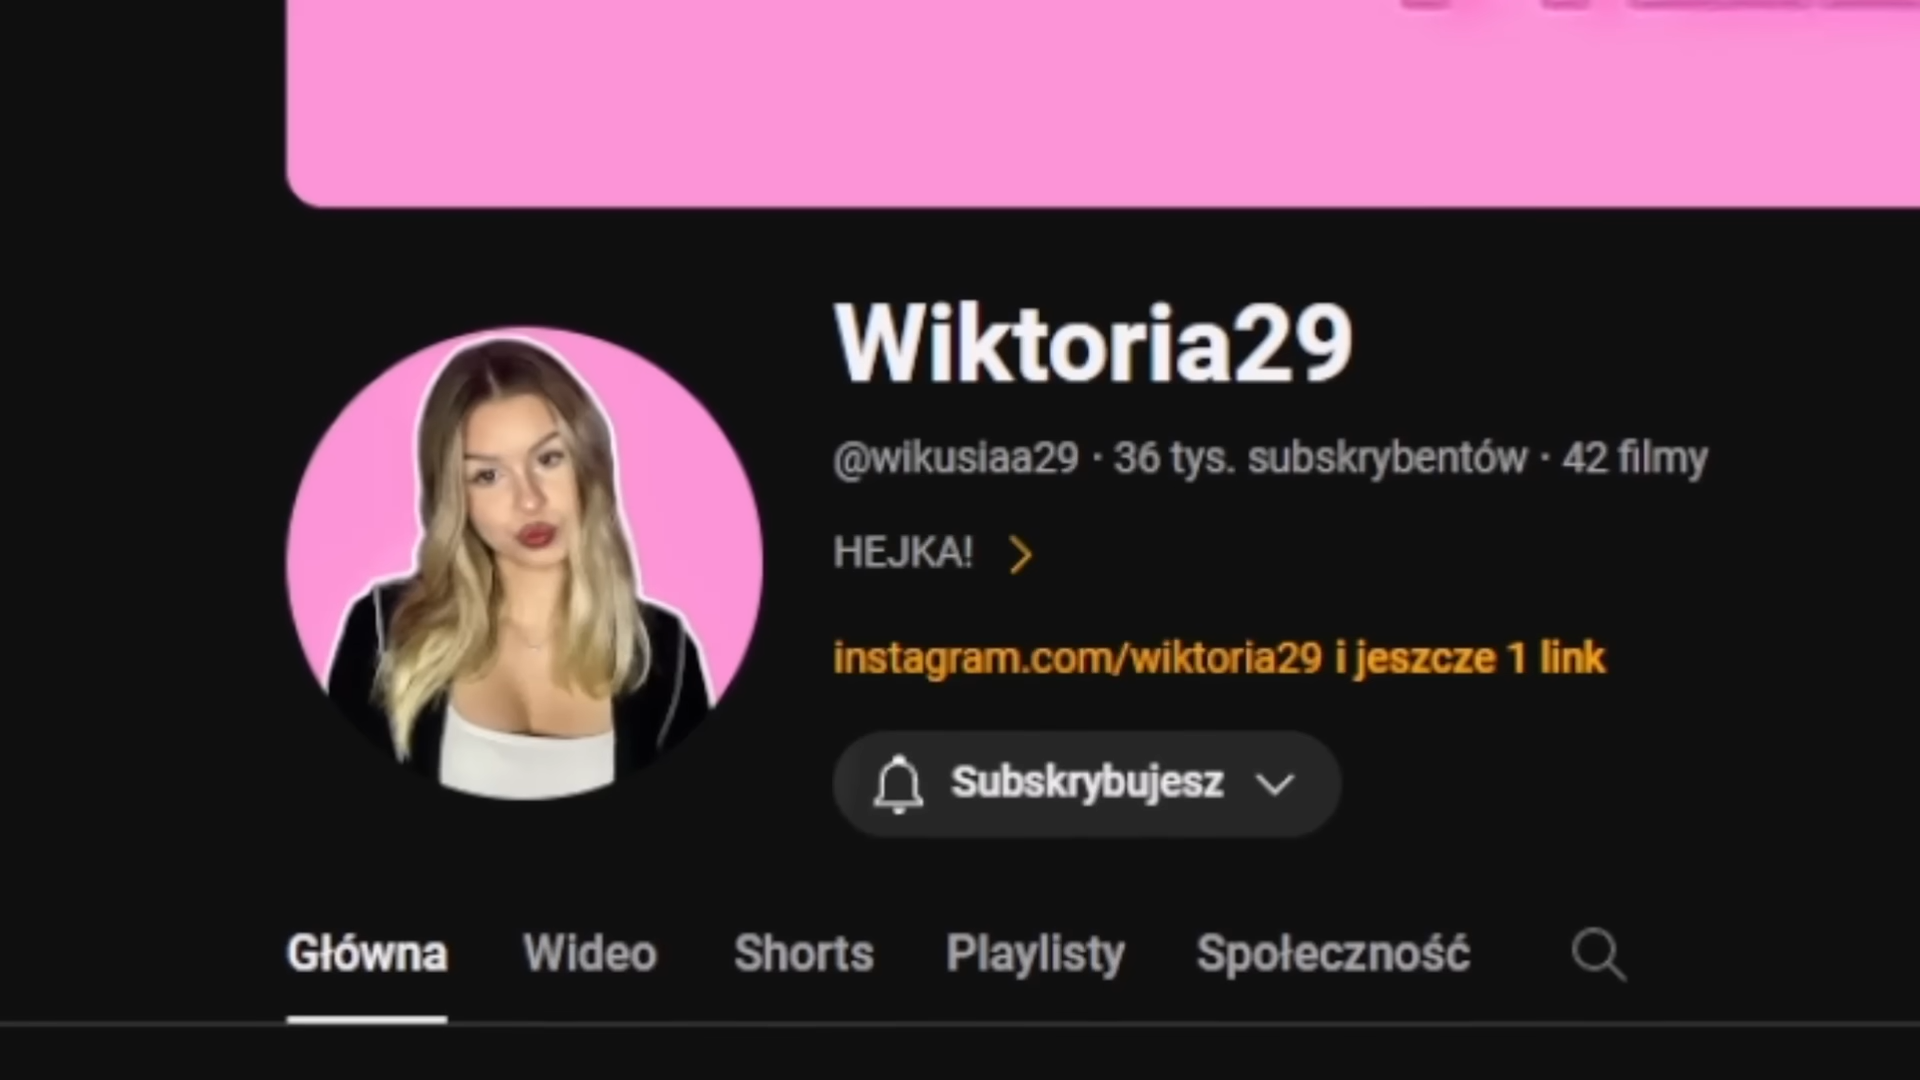 Wiktoria29
@wikusiaa29 · 36 tys. subskrybentów · 42 filmy
HEJKA!
instagram.com/wiktoria29 i jeszcze 1 link
Subskrybujesz
Główna Wideo Shorts Playlisty Społeczność